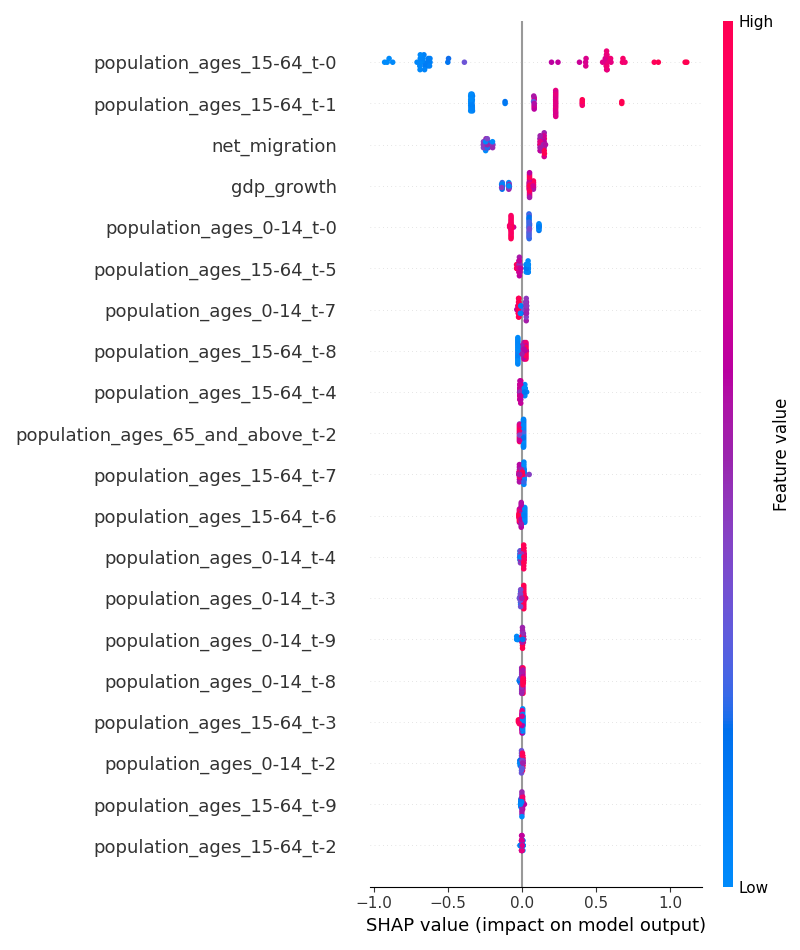 High
population_ages_15-64_t-0
population_ages_15-64_t-1
net_migration
gdp_growth
population_ages_0-14_t-0
population_ages_15-64_t-5
population_ages_0-14_t-7
population_ages_15-64_t-8
population_ages_15-64_t-4
population_ages_65_and_above_t-2
population_ages_15-64_t-7
population_ages_15-64_t-6
population_ages_0-14_t-4
population_ages_0-14_t-3
population_ages_0-14_t-9
population_ages_0-14_t-8
population_ages_15-64_t-3
population_ages_0-14_t-2
population_ages_15-64_t-9
population_ages_15-64_t-2
Feature value
Low
−1.0 −0.5 0.0 0.5 1.0
SHAP value (impact on model output)